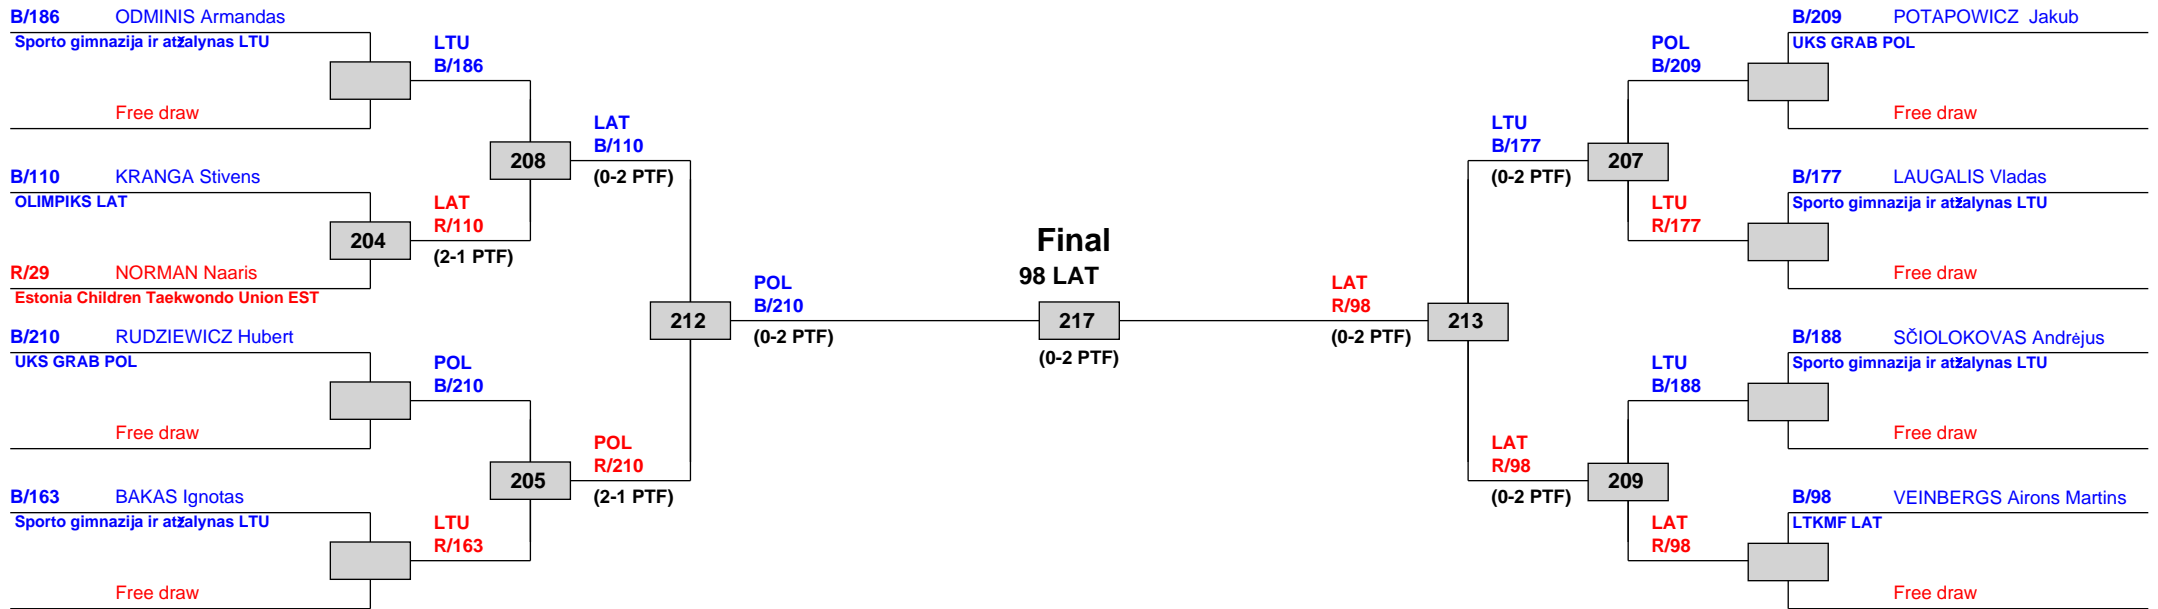 B/186 ODMINIS Armandas
Sporto gimnazija ir atžalynas LTU
Free draw
B/110 KRANGA Stivens
OLIMPIKS LAT
R/29 NORMAN Naaris
Estonia Children Taekwondo Union EST
B/210 RUDZIEWICZ Hubert
UKS GRAB POL
Free draw
B/163 BAKAS Ignotas
Sporto gimnazija ir atžalynas LTU
Free draw
LTU
B/186
204
LAT
R/110
(2-1 PTF)
POL
B/210
LTU
R/163
208
LAT
B/110
(0-2 PTF)
205
POL
R/210
(2-1 PTF)
212
POL
B/210
(0-2 PTF)
Final
98 LAT
217
(0-2 PTF)
LAT
R/98
(0-2 PTF)
213
LTU
B/177
(0-2 PTF)
207
LAT
R/98
(0-2 PTF)
209
POL
B/209
LTU
R/177
LTU
B/188
LAT
R/98
B/209 POTAPOWICZ Jakub
UKS GRAB POL
Free draw
B/177 LAUGALIS Vladas
Sporto gimnazija ir atžalynas LTU
Free draw
B/188 SČIOLOKOVAS Andrėjus
Sporto gimnazija ir atžalynas LTU
Free draw
B/98 VEINBERGS Airons Martins
LTKMF LAT
Free draw